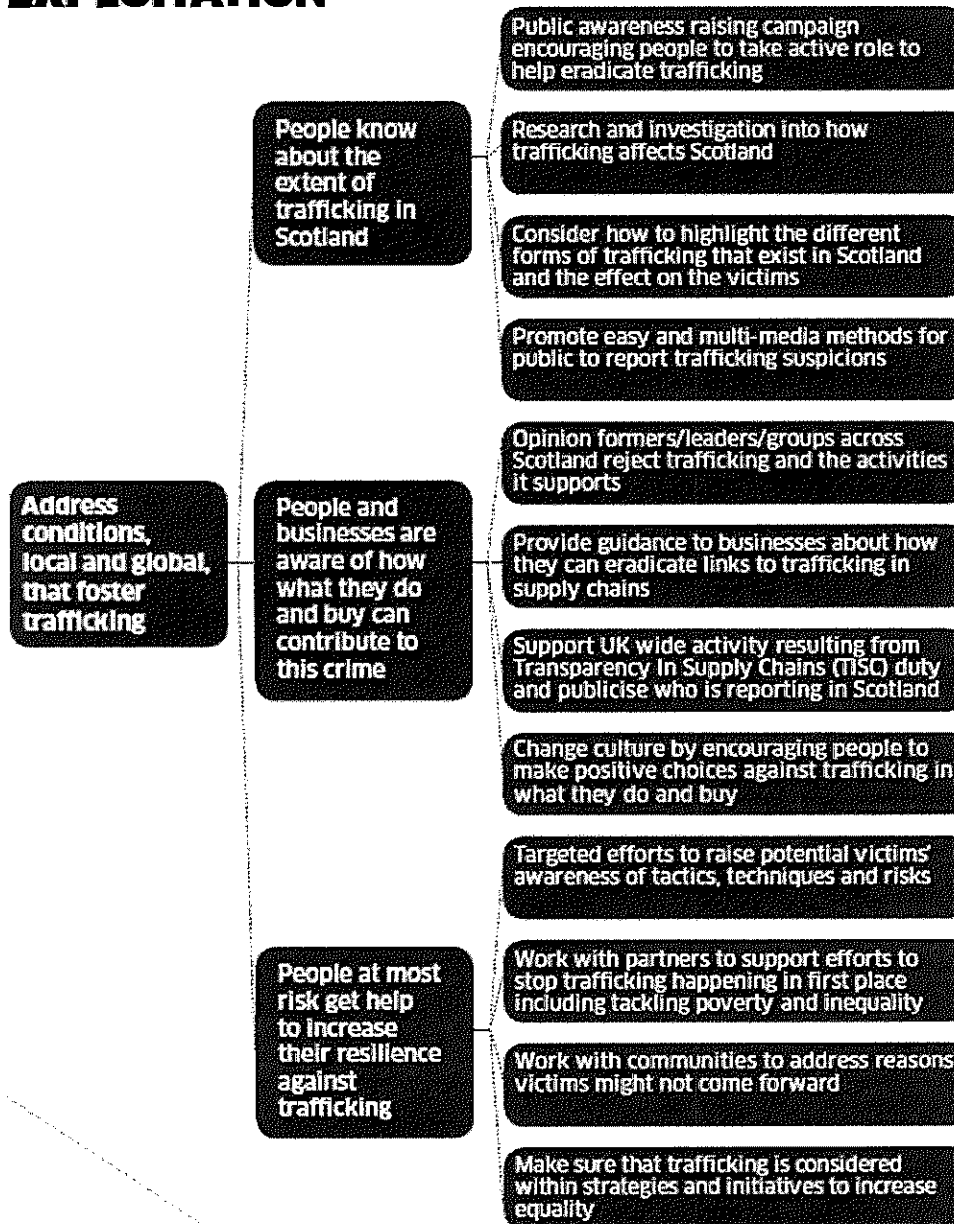 EXPLOITATION
Address
conditions,
local and global,
that foster
trafficking
People know
about the
extent of
trafficking in
Scotland
Public awareness raising campaign
encouraging people to take active role to
help eradicate trafficking
Research and investigation into how
trafficking affects Scotland
Consider how to highlight the different
forms of trafficking that exist in Scotland
and the effect on the victims
Promote easy and multi-media methods for
public to report trafficking suspicions
People and
businesses are
aware of how
what they do
and buy can
contribute to
this crime
Opinion formers/leaders/groups across
Scotland reject trafficking and the activities
it supports
Provide guidance to businesses about how
they can eradicate links to trafficking in
supply chains
Support UK wide activity resulting from
Transparency In Supply Chains (TISC) duty
and publicise who is reporting in Scotland
Change culture by encouraging people to
make positive choices against trafficking in
what they do and buy
People at most
risk get help
to increase
their resilience
against
trafficking
Targeted efforts to raise potential victims'
awareness of tactics, techniques and risks
Work with partners to support efforts to
stop trafficking happening in first place
including tackling poverty and inequality
Work with communities to address reasons
victims might not come forward
Make sure that trafficking is considered
within strategies and initiatives to increase
equality